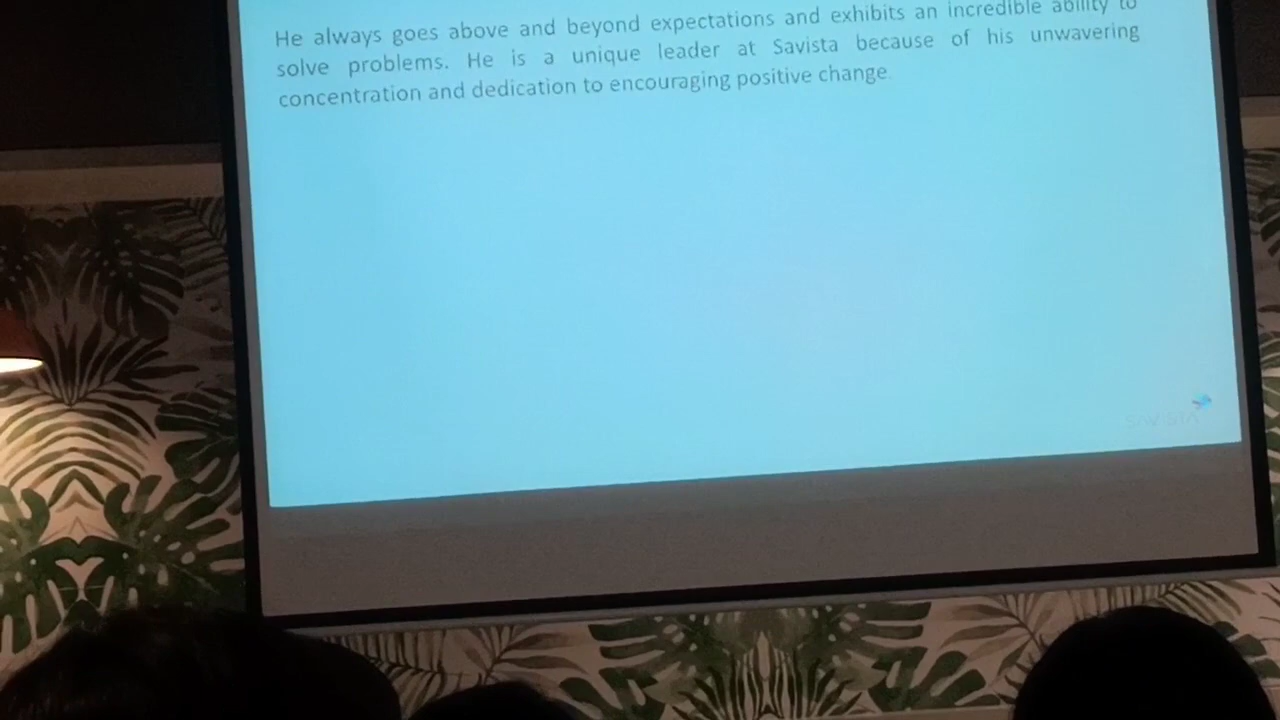 He always goes above and beyond expectations and exhibits an incredible ability to
solve problems. He is a unique leader at Savista because of his unwavering
concentration and dedication to encouraging positive change.
SAVISTA